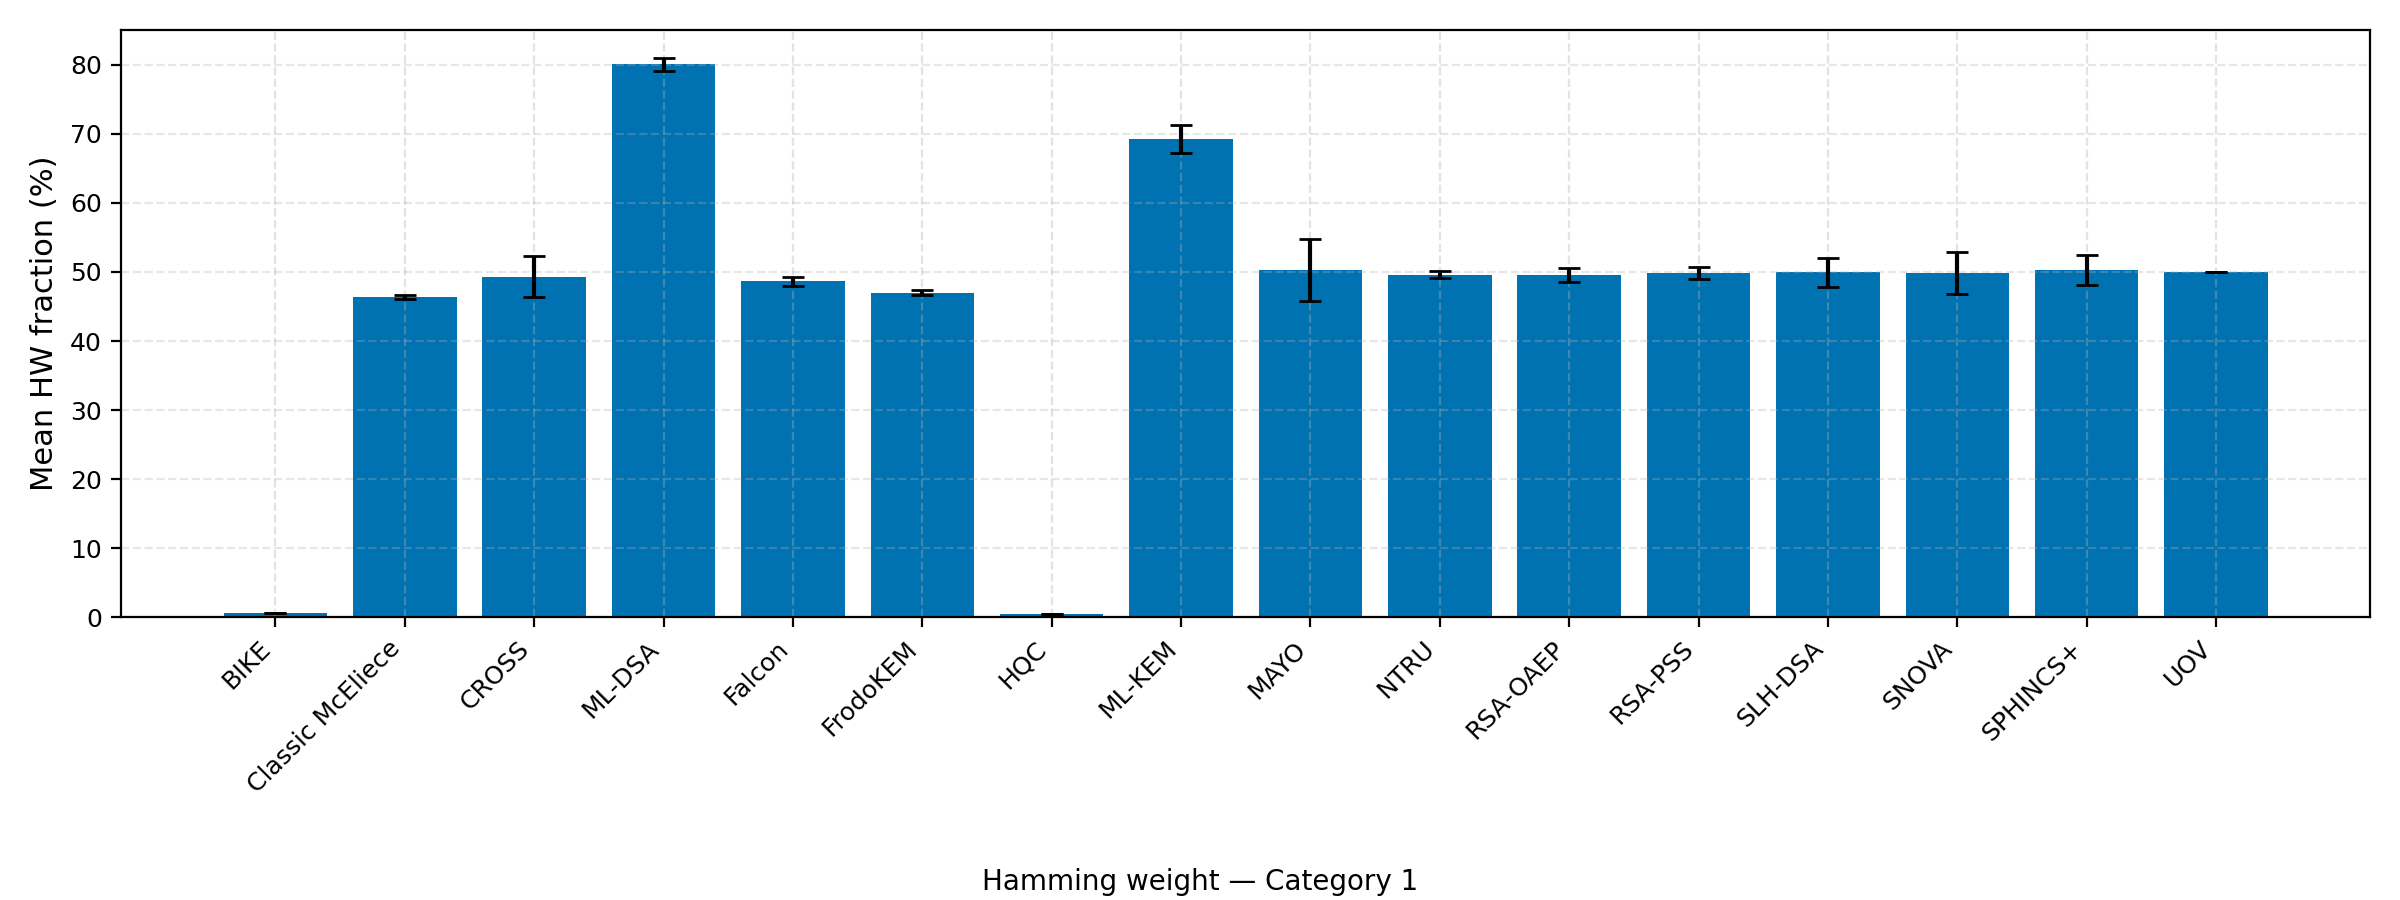 Mean HW fraction (%)
80
70
60
50
40
30
20
10
0
BIKE
Classic McEliece
CROSS
ML-DSA
Falcon
FrodoKEM
HQC
ML-KEM
MAYO
NTRU
RSA-OAEP
RSA-PSS
SLH-DSA
SNOVA
SPHINCS+
UOV
Hamming weight — Category 1